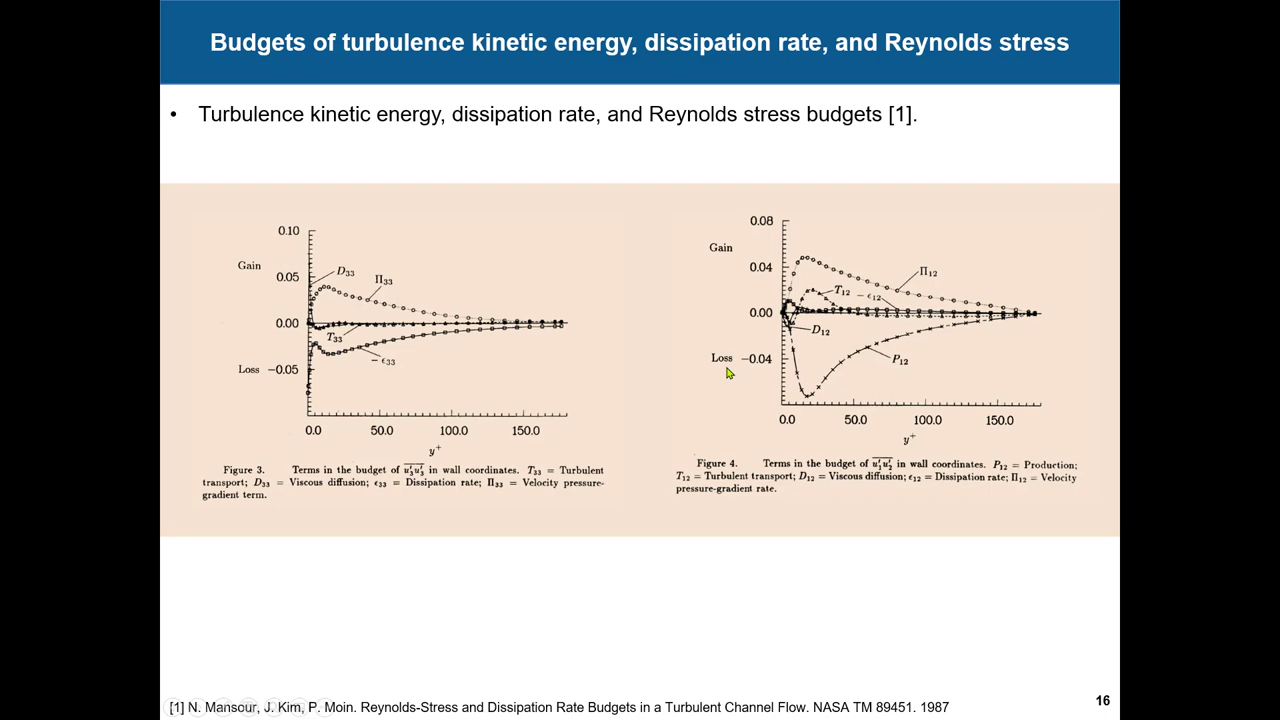 Budgets of turbulence kinetic energy, dissipation rate, and Reynolds stress
• Turbulence kinetic energy, dissipation rate, and Reynolds stress budgets [1].
0.10
Gain
D₃₃
Π₃₃
0.05
0.00
T₃₃
− ϵ₃₃
Loss −0.05
0.0 50.0 100.0 150.0
y⁺
Figure 3. Terms in the budget of u′₃u′₃ in wall coordinates. T₃₃ = Turbulent
transport; D₃₃ = Viscous diffusion; ϵ₃₃ = Dissipation rate; Π₃₃ = Velocity pressure-
gradient term.
0.08
Gain
0.04
Π₁₂
T₁₂ − ϵ₁₂
0.00
D₁₂
Loss −0.04
P₁₂
0.0 50.0 100.0 150.0
y⁺
Figure 4. Terms in the budget of u′₁u′₂ in wall coordinates. P₁₂ = Production;
T₁₂ = Turbulent transport; D₁₂ = Viscous diffusion; ϵ₁₂ = Dissipation rate; Π₁₂ = Velocity
pressure-gradient rate.
[1] N. Mansour, J. Kim, P. Moin. Reynolds-Stress and Dissipation Rate Budgets in a Turbulent Channel Flow. NASA TM 89451. 1987
16